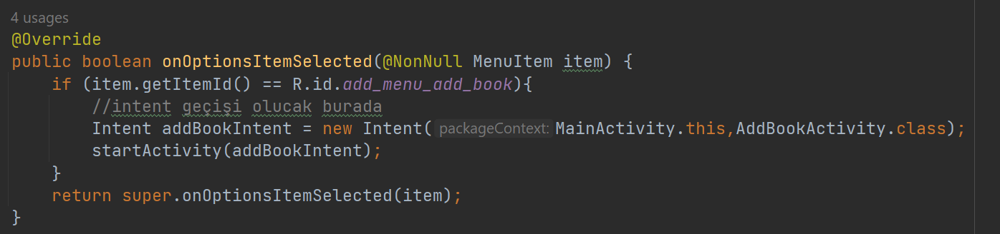 4 usages
@Override
public boolean onOptionsItemSelected(@NonNull MenuItem item) {
if (item.getItemId() == R.id.add_menu_add_book){
//intent geçişi olucak burada
Intent addBookIntent = new Intent( packageContext: MainActivity.this,AddBookActivity.class);
startActivity(addBookIntent);
}
return super.onOptionsItemSelected(item);
}